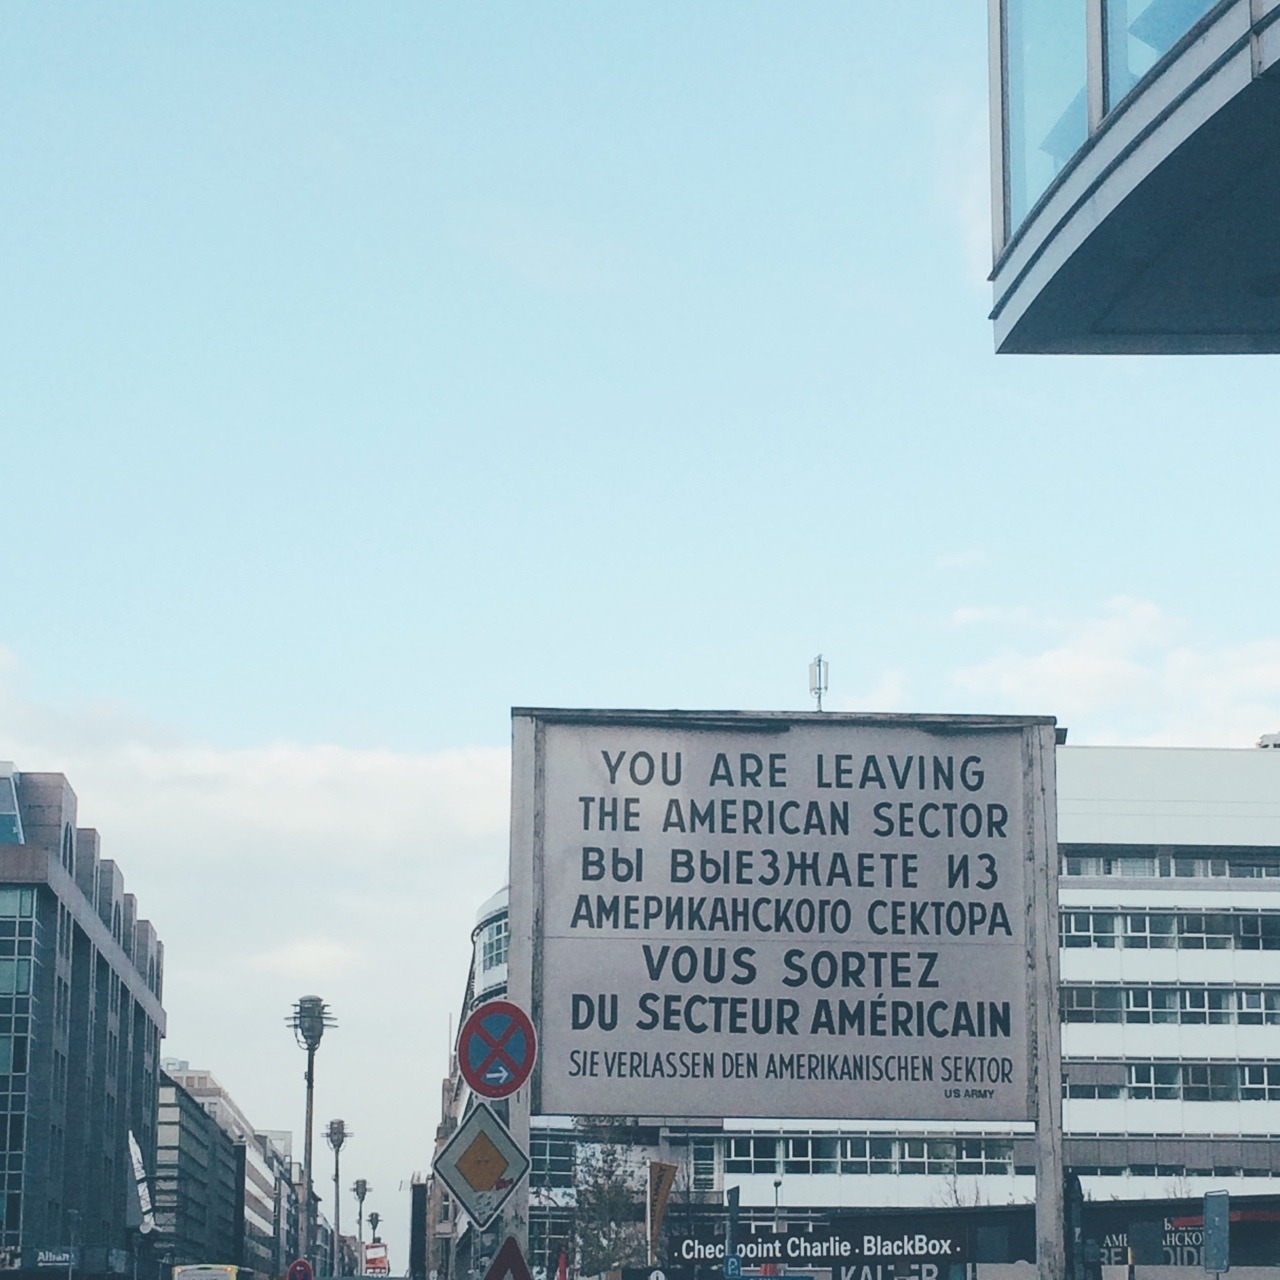 YOU ARE LEAVING
THE AMERICAN SECTOR
ВЫ ВЫЕЗЖАЕТЕ ИЗ
АМЕРИКАНСКОГО СЕКТОРА
VOUS SORTEZ
DU SECTEUR AMÉRICAIN
SIE VERLASSEN DEN AMERIKANISCHEN SEKTOR
US ARMY
· Checkpoint Charlie · BlackBox ·